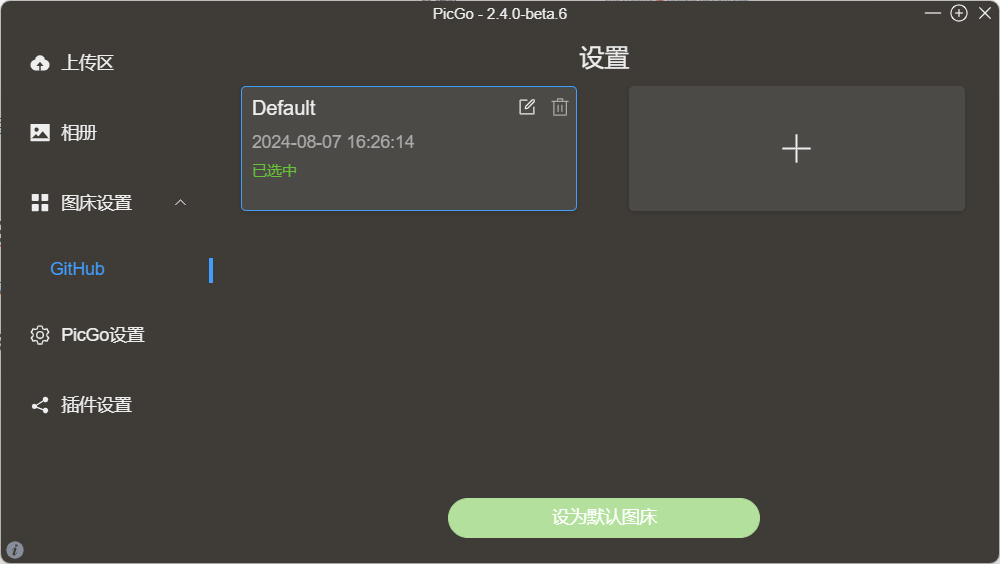 PicGo - 2.4.0-beta.6
上传区
相册
图床设置
GitHub
PicGo设置
插件设置
设置
Default
2024-08-07 16:26:14
已选中
设为默认图床